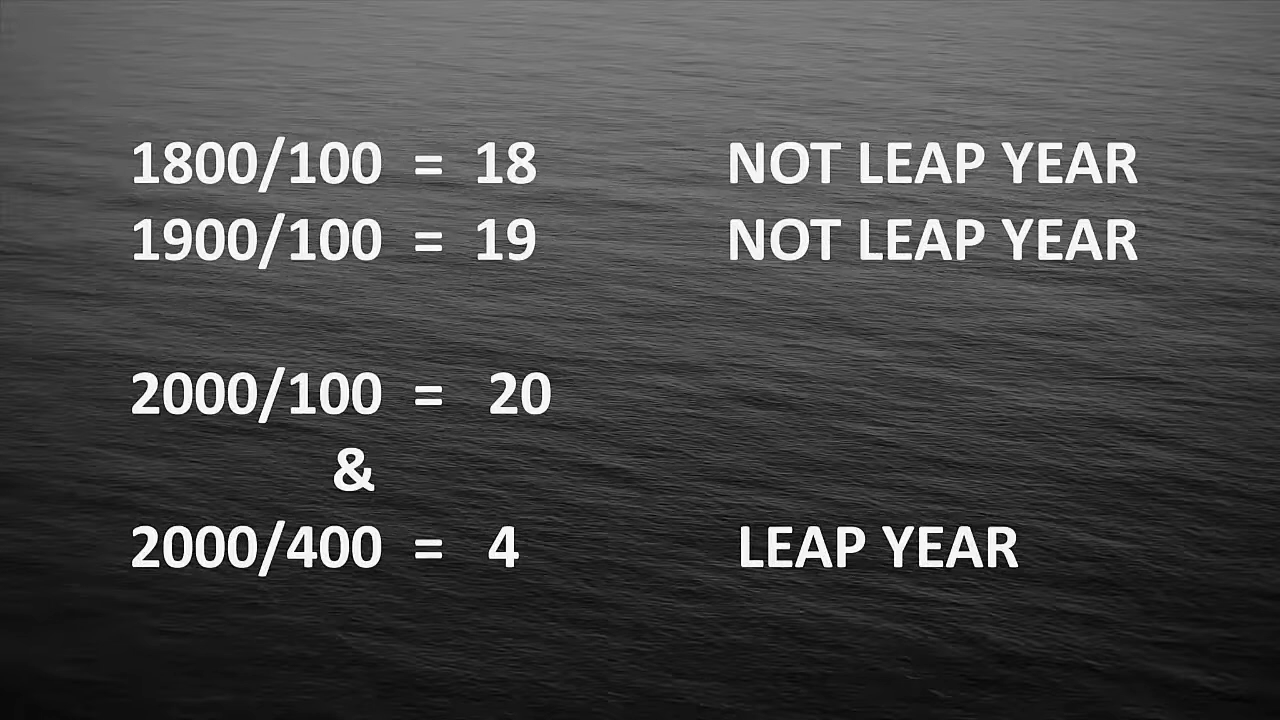 1800/100 = 18 NOT LEAP YEAR
1900/100 = 19 NOT LEAP YEAR
2000/100 = 20
&
2000/400 = 4 LEAP YEAR